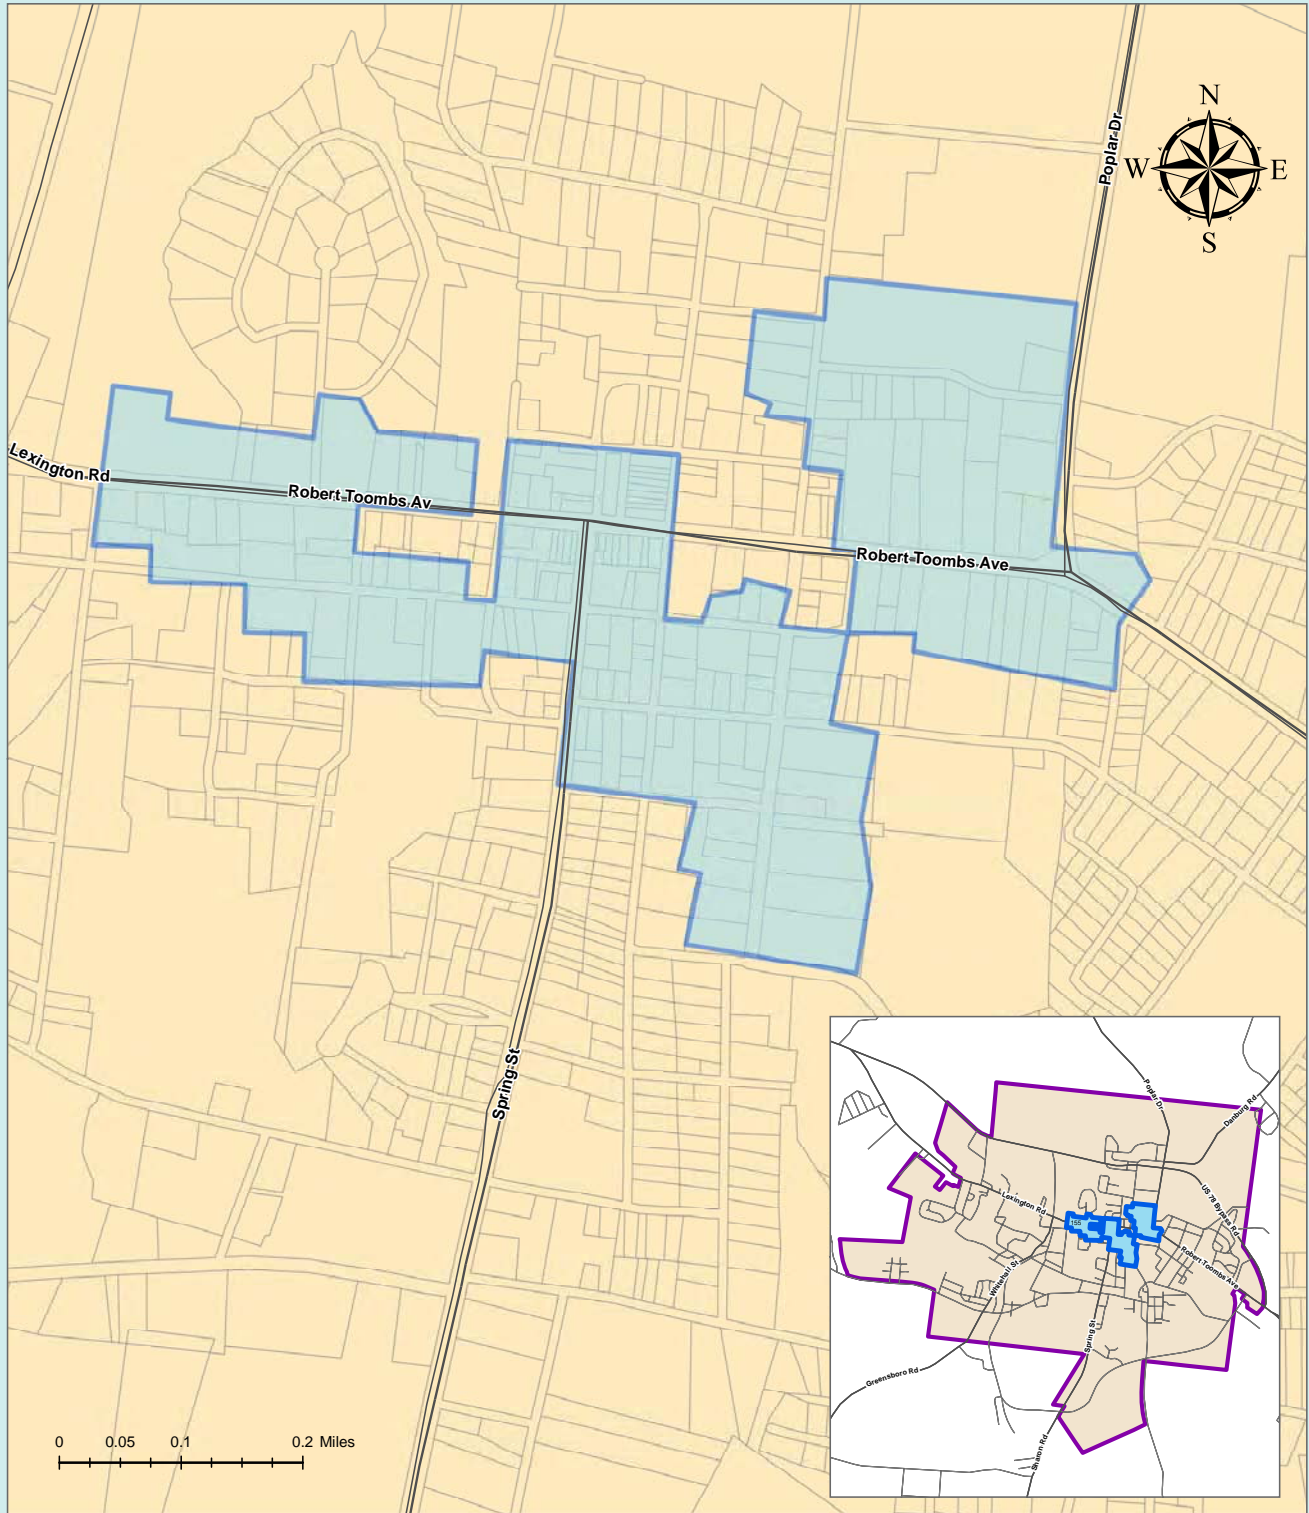 Poplar Dr
N
W
E
S
Lexington Rd
Robert Toombs Av
Robert Toombs Ave
Spring St
0 0.05 0.1 0.2 Miles
Poplar Dr
Danburg Rd
US 78 Bypass Rd
Lexington Rd
155
Robert Toombs Ave
Whitehall St
Spring St
Greensboro Rd
Sharon Rd